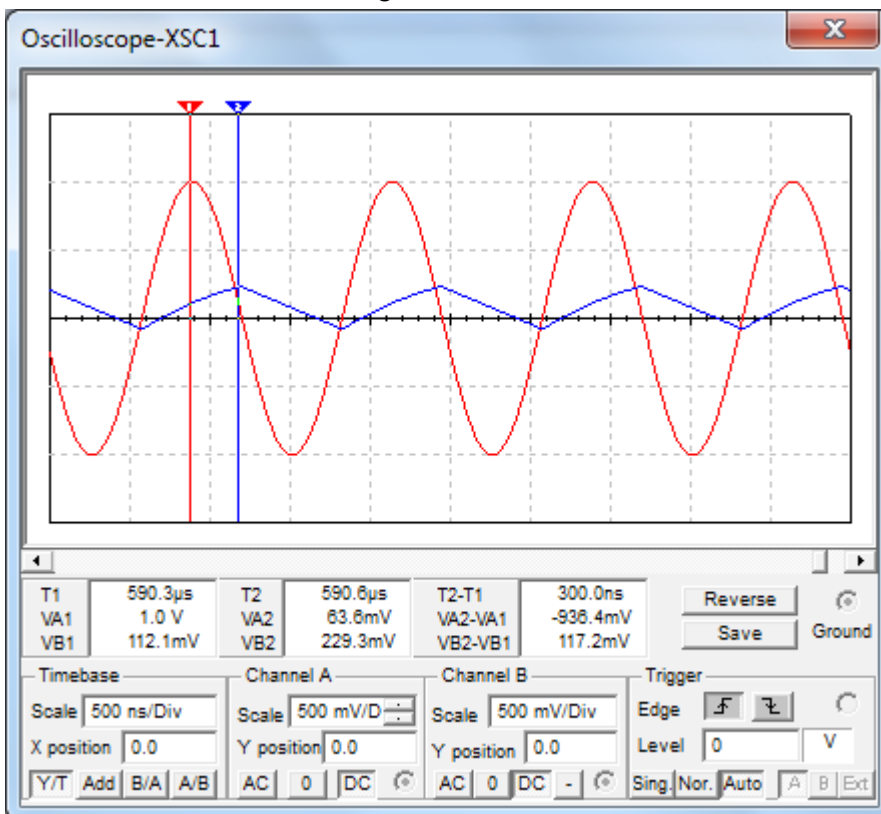 Oscilloscope-XSC1
1 2
T1 590.3µs T2 590.6µs T2-T1 300.0ns
VA1 1.0 V VA2 63.6mV VA2-VA1 -936.4mV
VB1 112.1mV VB2 229.3mV VB2-VB1 117.2mV
Reverse
Save
Ground
Timebase
Scale 500 ns/Div
X position 0.0
Y/T Add B/A A/B
Channel A
Scale 500 mV/D
Y position 0.0
AC 0 DC
Channel B
Scale 500 mV/Div
Y position 0.0
AC 0 DC -
Trigger
Edge
Level 0 V
Sing. Nor. Auto A B Ext